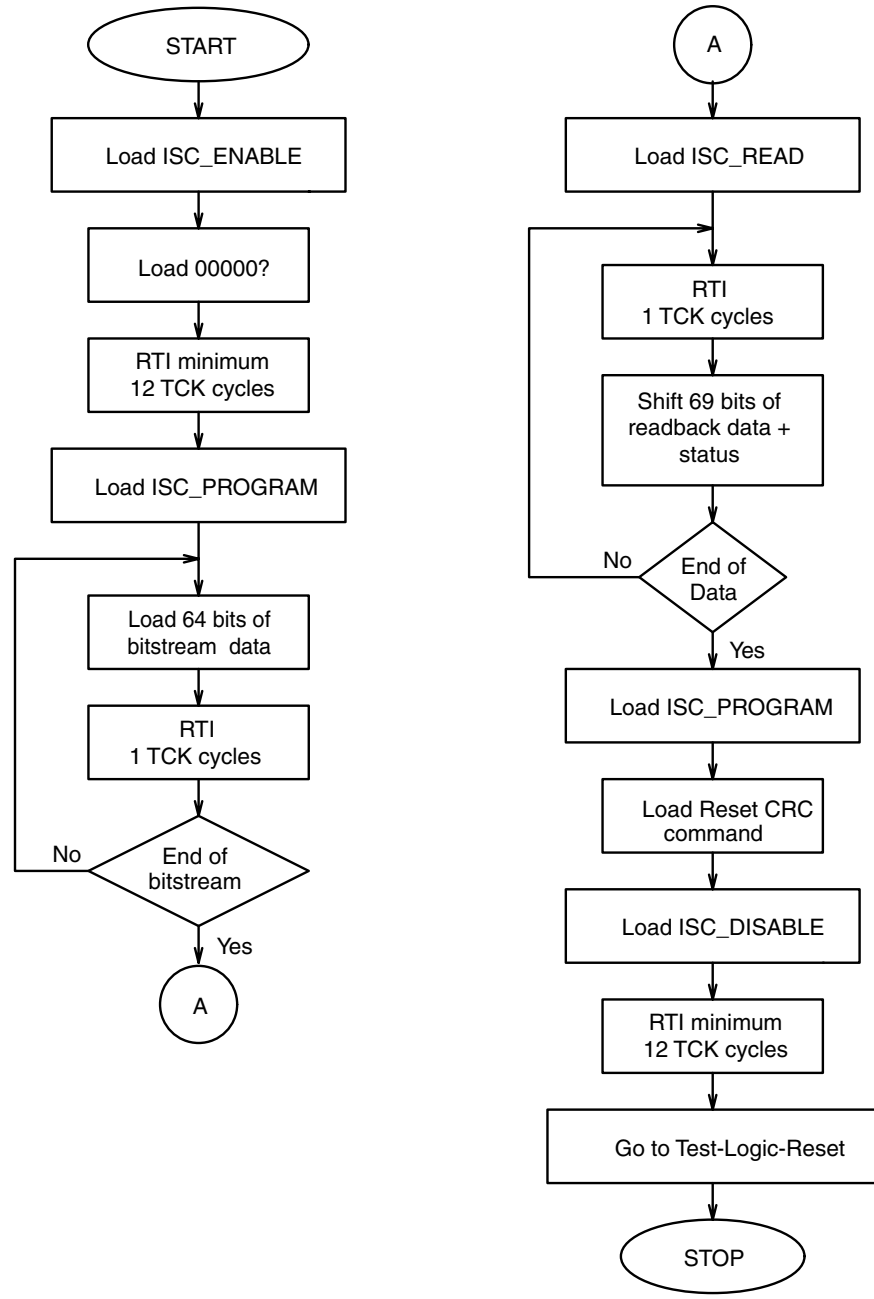 START
Load ISC_ENABLE
Load 00000?
RTI minimum
12 TCK cycles
Load ISC_PROGRAM
Load 64 bits of
bitstream data
RTI
1 TCK cycles
No
End of
bitstream
Yes
A
A
Load ISC_READ
RTI
1 TCK cycles
Shift 69 bits of
readback data +
status
No
End of
Data
Yes
Load ISC_PROGRAM
Load Reset CRC
command
Load ISC_DISABLE
RTI minimum
12 TCK cycles
Go to Test-Logic-Reset
STOP